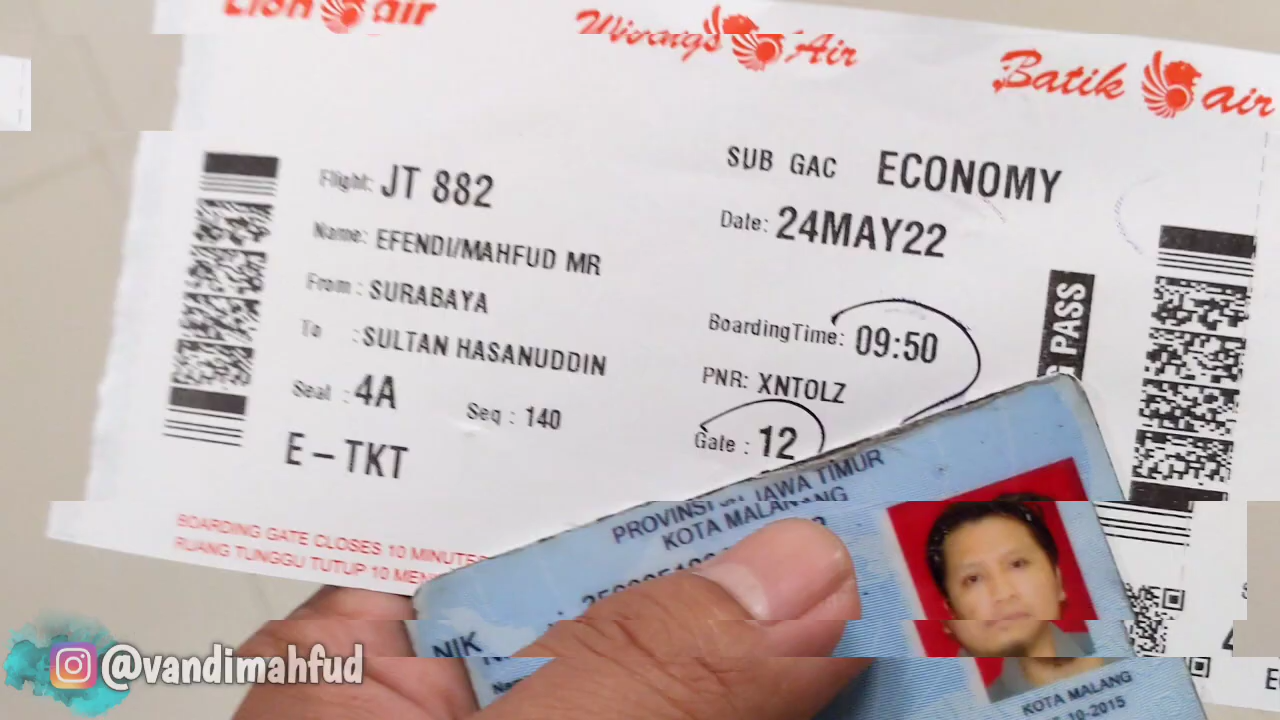 Lion air
Wings Air
Batik air
Flight: JT 882
SUB GAC ECONOMY
Name: EFENDI/MAHFUD MR
Date: 24MAY22
From : SURABAYA
To : SULTAN HASANUDDIN
BoardingTime: 09:50
PASS
Seat : 4A
Seq : 140
PNR: XNTOLZ
Gate : 12
E – TKT
BOARDING GATE CLOSES 10 MINUTES
RUANG TUNGGU TUTUP 10
PROVINSI JAWA TIMUR
KOTA MALANG
NIK
KOTA MALANG
10-2015
@vandimahfud